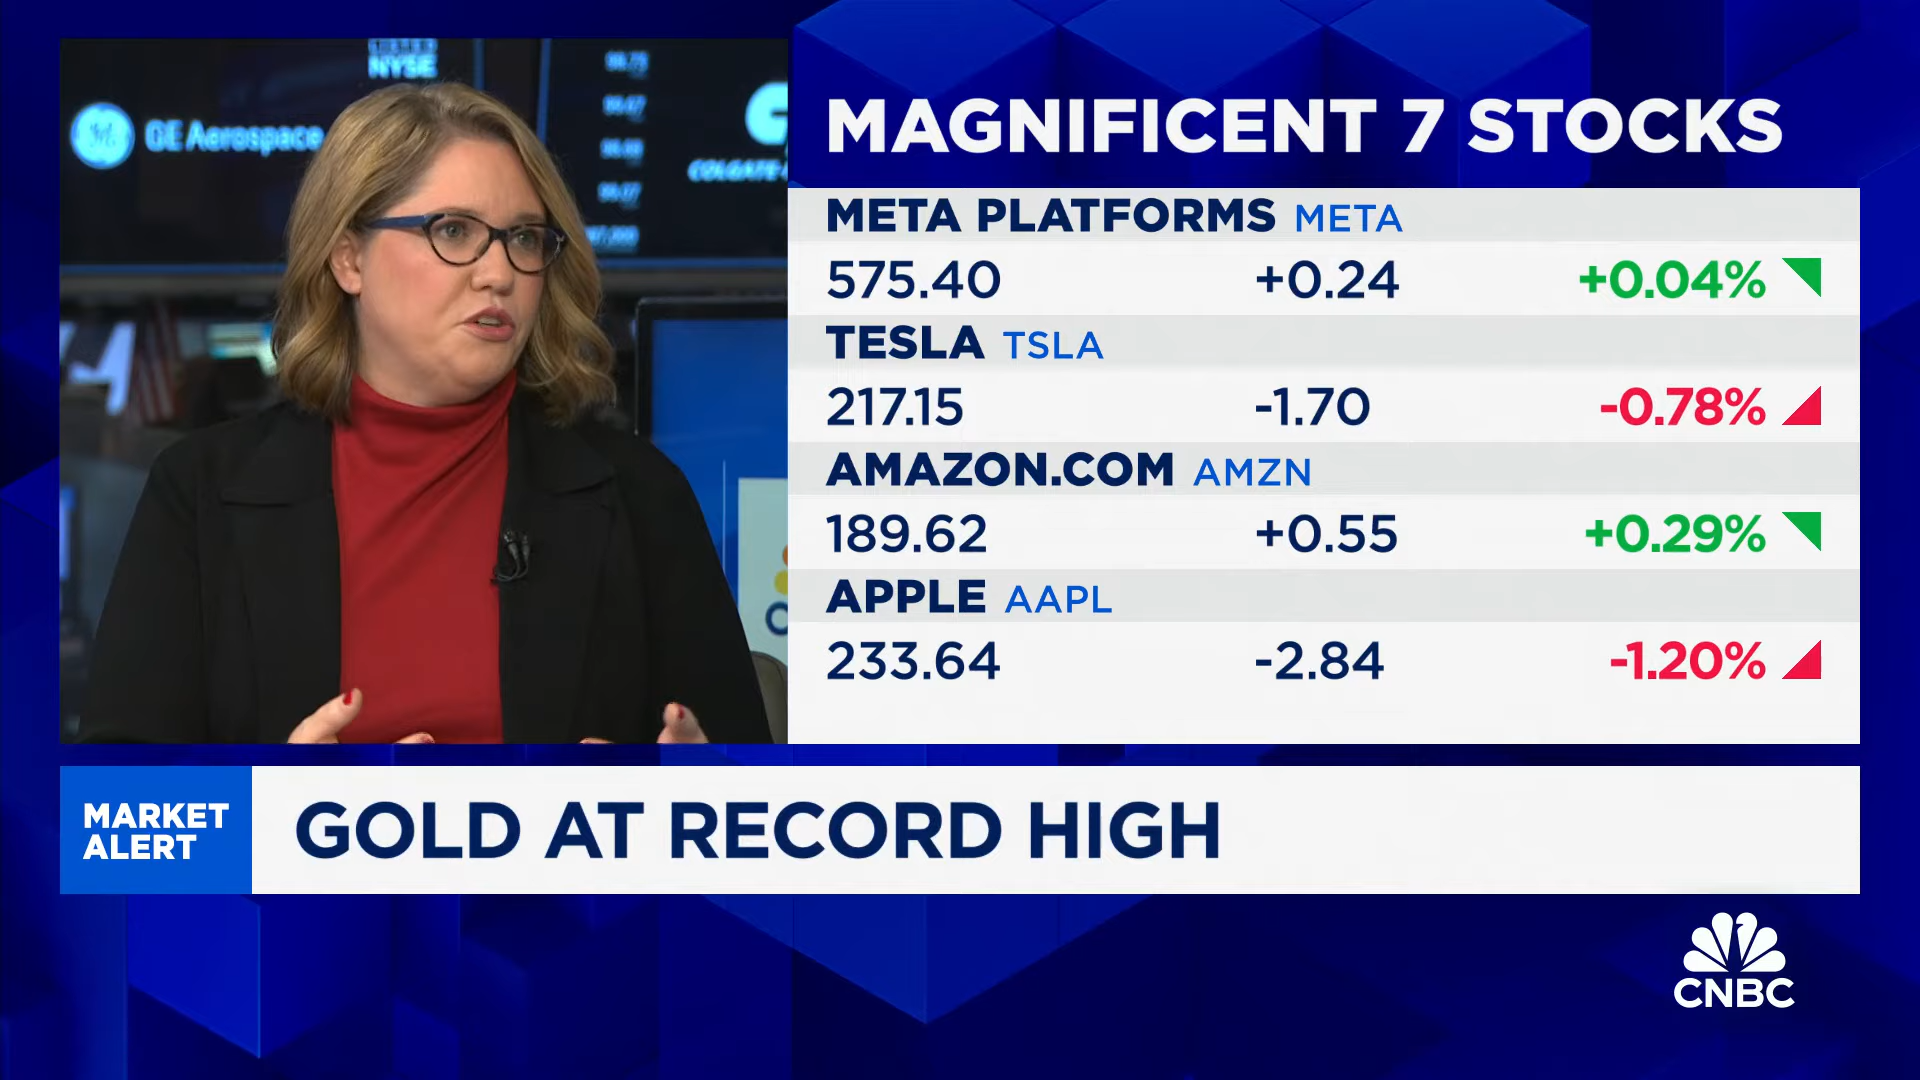 NYSE
GE Aerospace
COLGATE-
MAGNIFICENT 7 STOCKS
META PLATFORMS META
575.40 +0.24 +0.04%
TESLA TSLA
217.15 -1.70 -0.78%
AMAZON.COM AMZN
189.62 +0.55 +0.29%
APPLE AAPL
233.64 -2.84 -1.20%
MARKET
ALERT
GOLD AT RECORD HIGH
CNBC